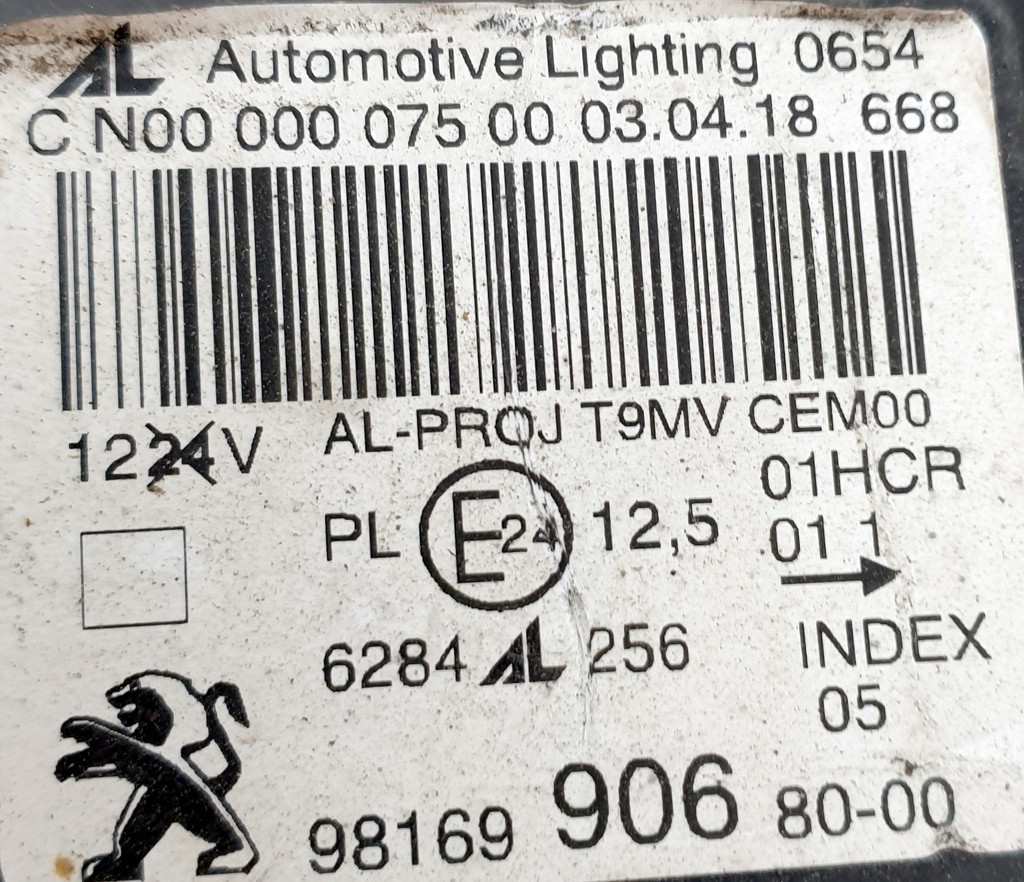 AL Automotive Lighting 0654
C N00 000 075 00 03.04.18 668
1224V AL-PROJ T9MV CEM00
01HCR
PL E24 12,5 01 1
6284 AL 256 INDEX
05
98169 906 80-00